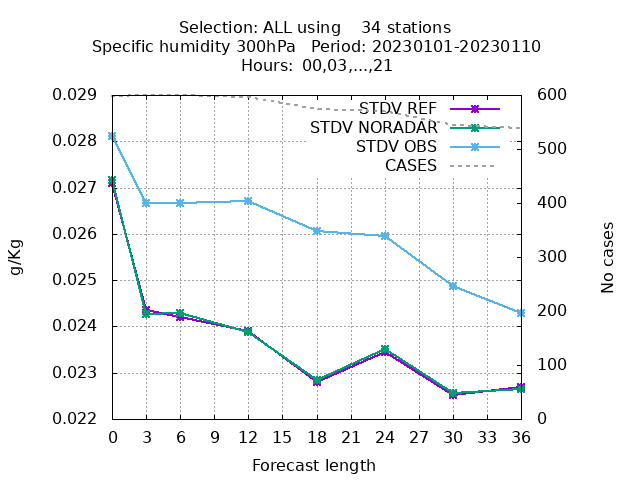 Selection: ALL using    34 stations
Specific humidity 300hPa   Period: 20230101-20230110
Hours:  00,03,...,21
0.029
0.028
0.027
0.026
0.025
0.024
0.023
0.022
g/Kg
STDV REF
STDV NORADAR
STDV OBS
CASES
600
500
400
300
200
100
0
No cases
0 3 6 9 12 15 18 21 24 27 30 33 36
Forecast length